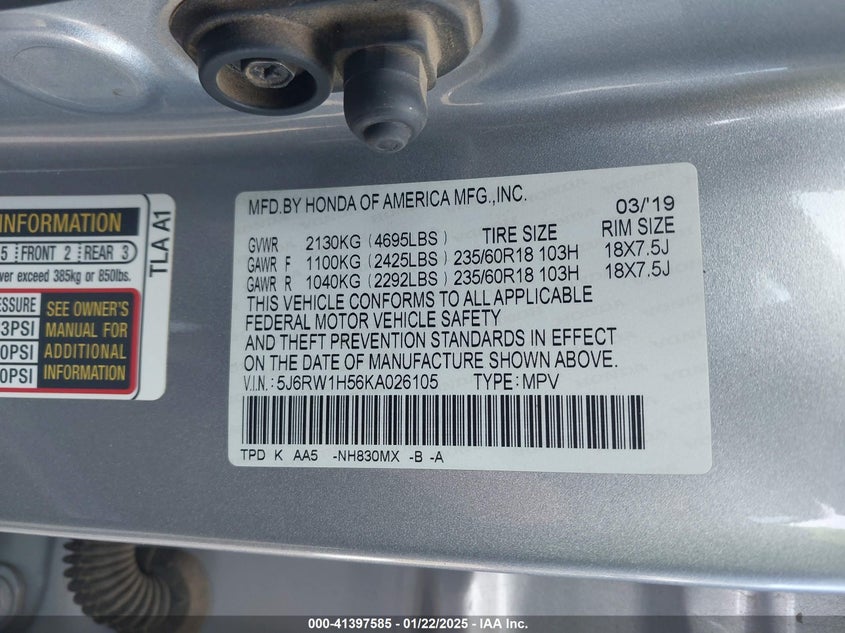 INFORMATION
5 FRONT 2 REAR 3
exceed 385kg or 850lbs.
SEE OWNER'S
MANUAL FOR
ADDITIONAL
INFORMATION
3PSI
0PSI
0PSI
TLA A1
MFD.BY HONDA OF AMERICA MFG.,INC.
03/'19
GVWR 2130KG (4695LBS) TIRE SIZE RIM SIZE
GAWR F 1100KG (2425LBS) 235/60R18 103H 18X7.5J
GAWR R 1040KG (2292LBS) 235/60R18 103H 18X7.5J
THIS VEHICLE CONFORMS TO ALL APPLICABLE
FEDERAL MOTOR VEHICLE SAFETY
AND THEFT PREVENTION STANDARDS IN EFFECT
ON THE DATE OF MANUFACTURE SHOWN ABOVE.
V.I.N.: 5J6RW1H56KA026105 TYPE: MPV
TPD K AA5 -NH830MX -B -A
000-41397585 - 01/22/2025 - IAA Inc.